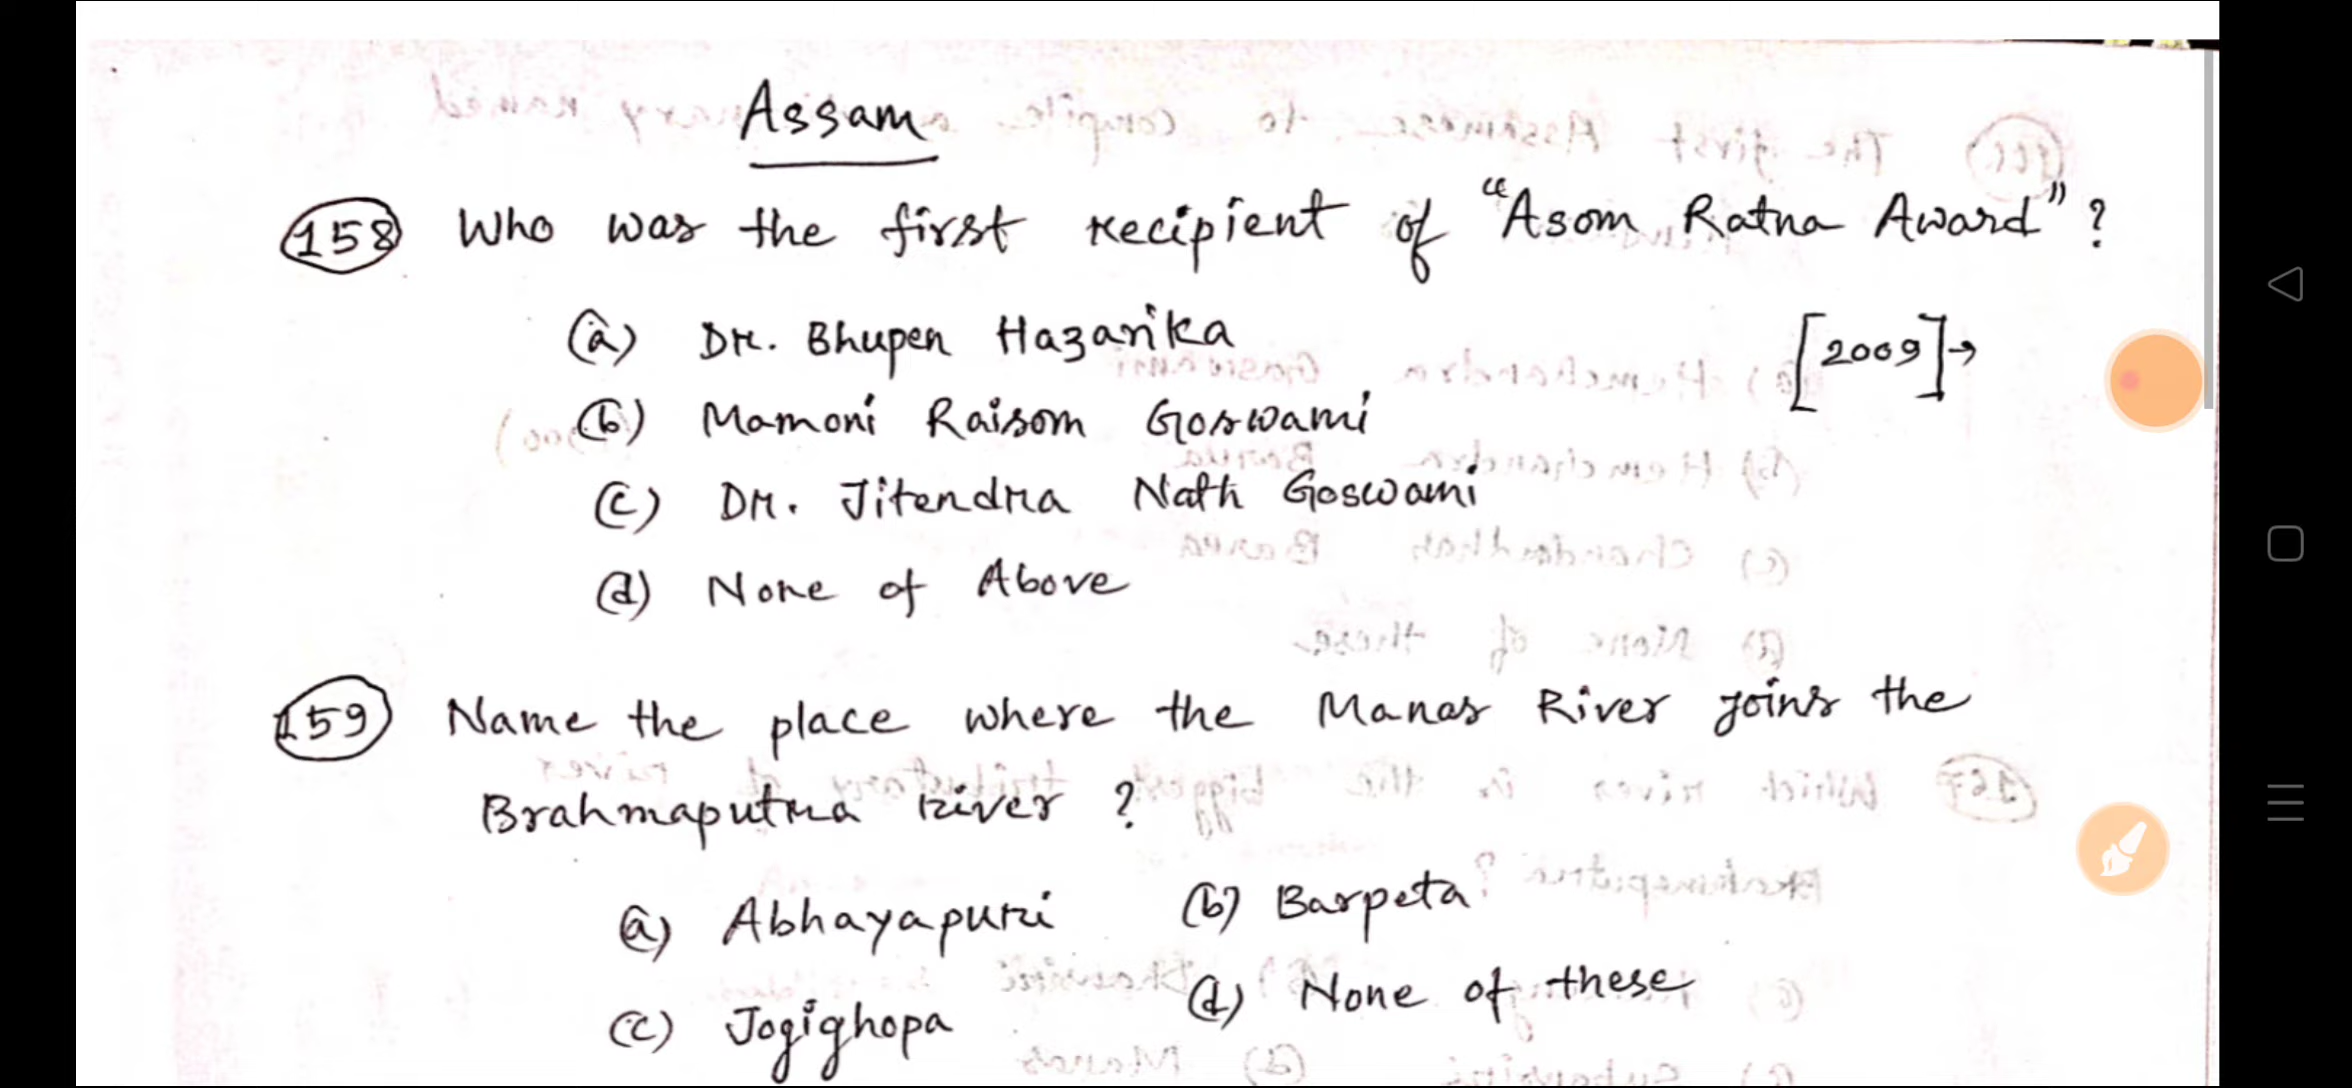 Assam
158 Who was the first recipient of "Asom Ratna Award" ?
(a) Dr. Bhupen Hazarika
[2009]→
(b) Mamoni Raisom Goswami
(c) Dr. Jitendra Nath Goswami
(d) None of Above
159 Name the place where the Manas River joins the
Brahmaputra river ?
(a) Abhayapuri (b) Barpeta
(c) Jogighopa (d) None of these